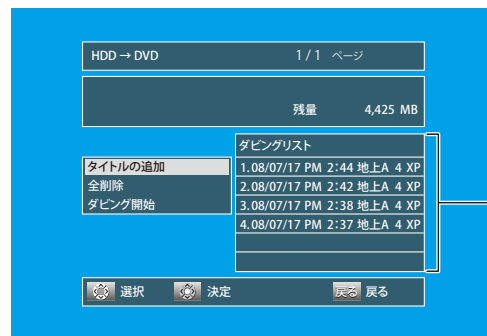 HDD → DVD 1/1 ページ
残量 4,425 MB
ダビングリスト
タイトルの追加
全削除
ダビング開始
1.08/07/17 PM 2:44 地上A 4 XP
2.08/07/17 PM 2:42 地上A 4 XP
3.08/07/17 PM 2:38 地上A 4 XP
4.08/07/17 PM 2:37 地上A 4 XP
選択 決定 戻る 戻る